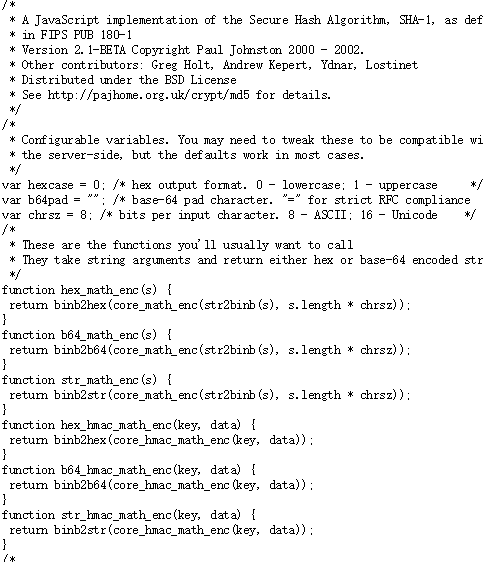 /*
 * A JavaScript implementation of the Secure Hash Algorithm, SHA-1, as def
 * in FIPS PUB 180-1
 * Version 2.1-BETA Copyright Paul Johnston 2000 - 2002.
 * Other contributors: Greg Holt, Andrew Kepert, Ydnar, Lostinet
 * Distributed under the BSD License
 * See http://pajhome.org.uk/crypt/md5 for details.
 */
/*
 * Configurable variables. You may need to tweak these to be compatible wi
 * the server-side, but the defaults work in most cases.
 */
var hexcase = 0; /* hex output format. 0 - lowercase; 1 - uppercase     */
var b64pad = ""; /* base-64 pad character. "=" for strict RFC compliance
var chrsz = 8; /* bits per input character. 8 - ASCII; 16 - Unicode    */
/*
 * These are the functions you'll usually want to call
 * They take string arguments and return either hex or base-64 encoded str
 */
function hex_math_enc(s) {
 return binb2hex(core_math_enc(str2binb(s), s.length * chrsz));
}
function b64_math_enc(s) {
 return binb2b64(core_math_enc(str2binb(s), s.length * chrsz));
}
function str_math_enc(s) {
 return binb2str(core_math_enc(str2binb(s), s.length * chrsz));
}
function hex_hmac_math_enc(key, data) {
 return binb2hex(core_hmac_math_enc(key, data));
}
function b64_hmac_math_enc(key, data) {
 return binb2b64(core_hmac_math_enc(key, data));
}
function str_hmac_math_enc(key, data) {
 return binb2str(core_hmac_math_enc(key, data));
}
/*